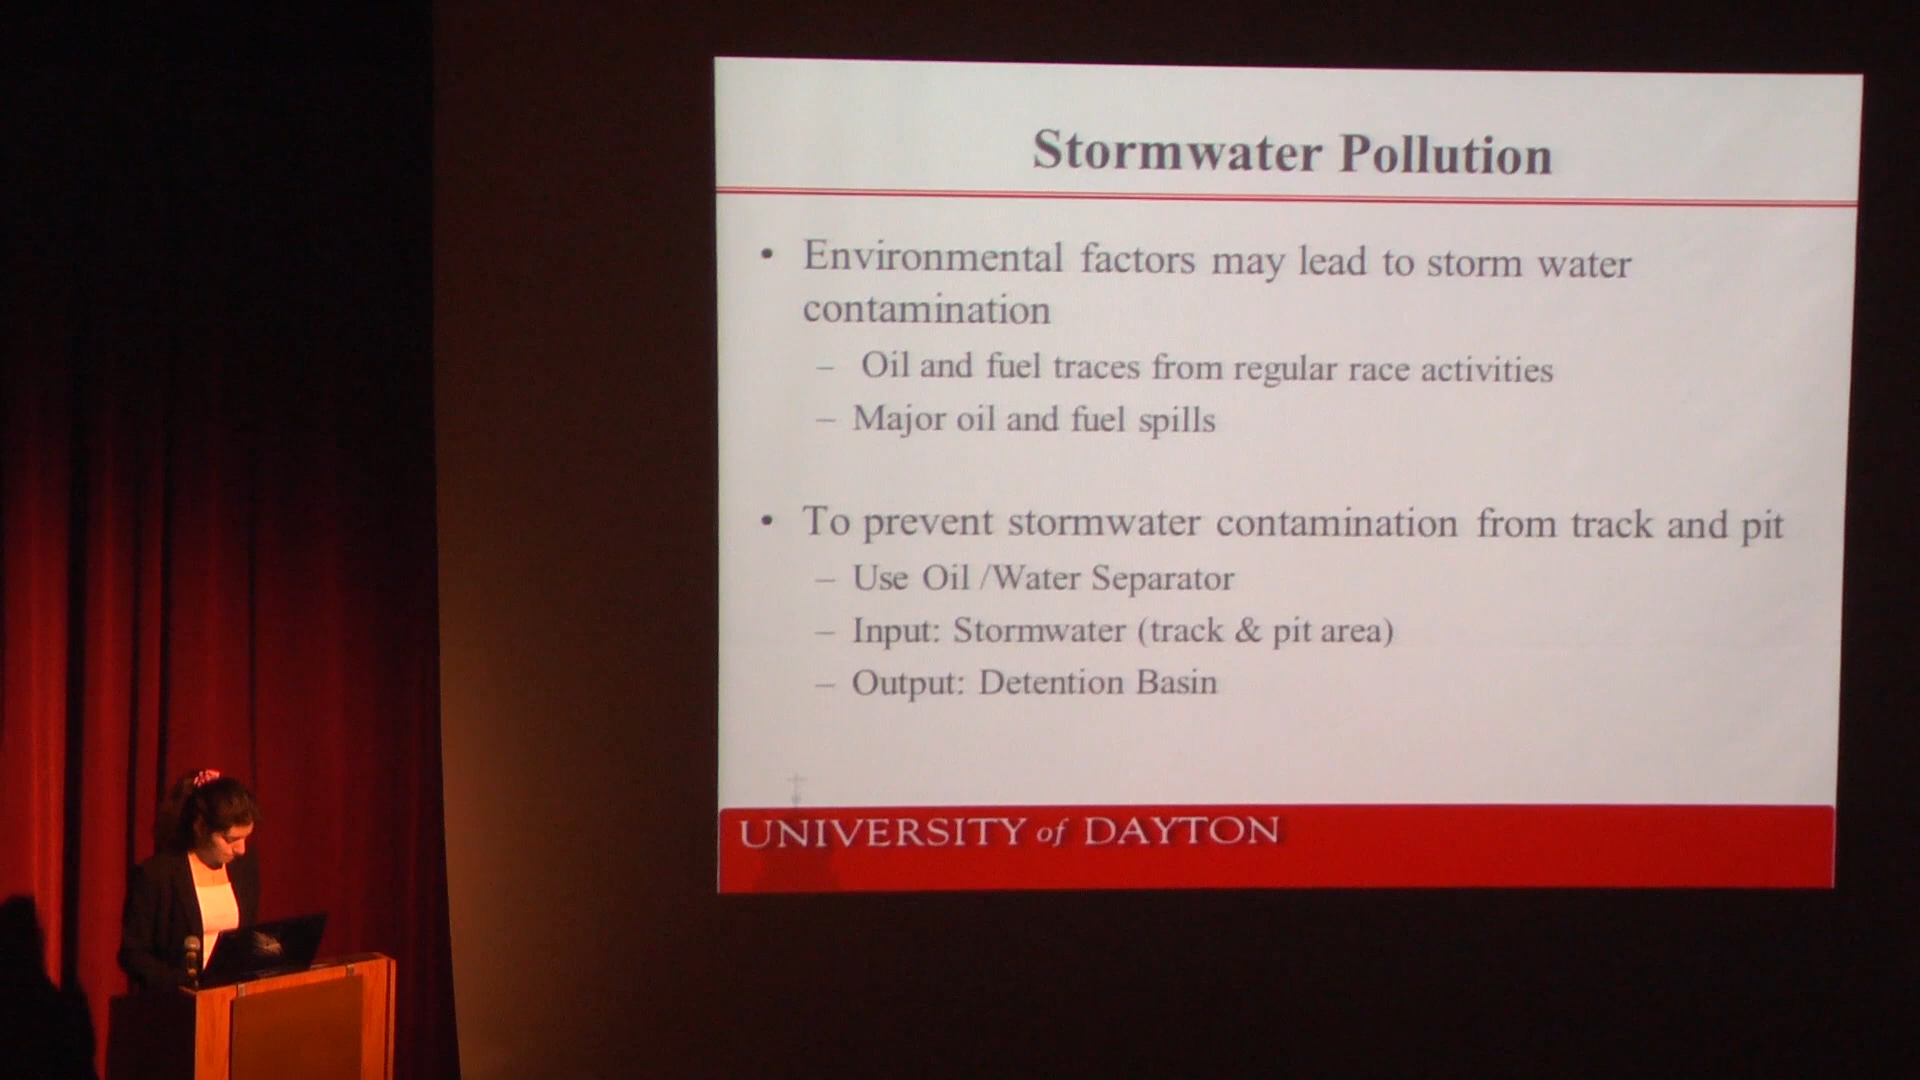 Stormwater Pollution
• Environmental factors may lead to storm water
contamination
– Oil and fuel traces from regular race activities
– Major oil and fuel spills
• To prevent stormwater contamination from track and pit
– Use Oil /Water Separator
– Input: Stormwater (track & pit area)
– Output: Detention Basin
UNIVERSITY of DAYTON